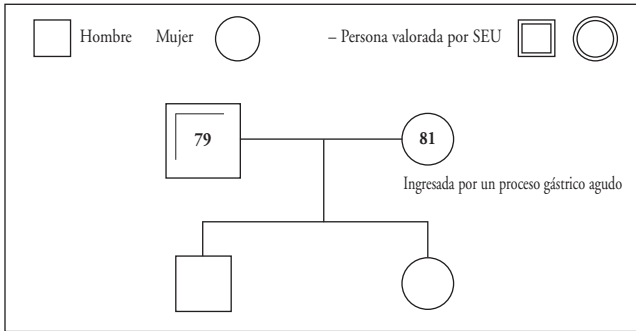 Hombre Mujer – Persona valorada por SEU
79 81
Ingresada por un proceso gástrico agudo